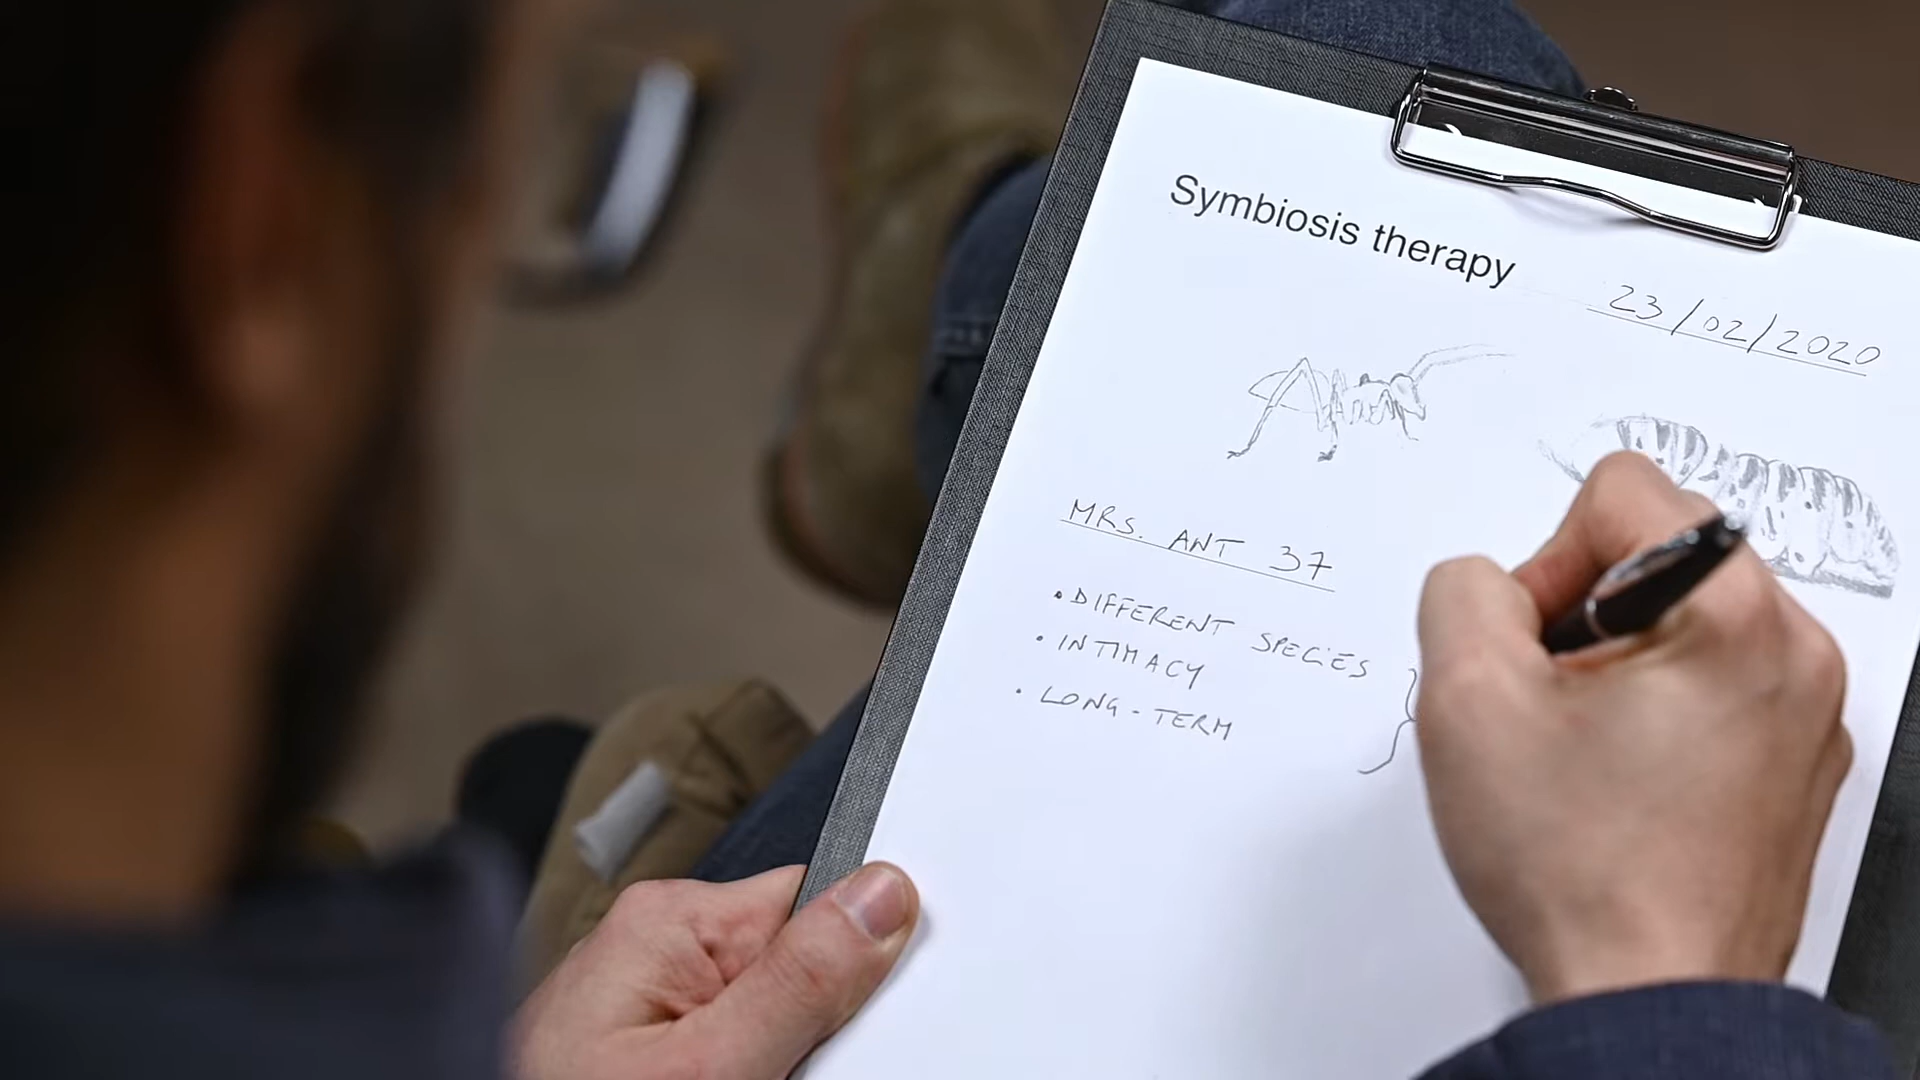 Symbiosis therapy
23/02/2020
MRS. ANT 37
• DIFFERENT SPECIES
• INTIMACY
• LONG-TERM